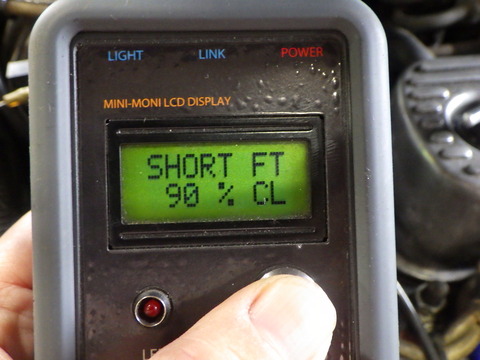 LIGHT LINK POWER
MINI-MONI LCD DISPLAY
SHORT FT
90 % CL